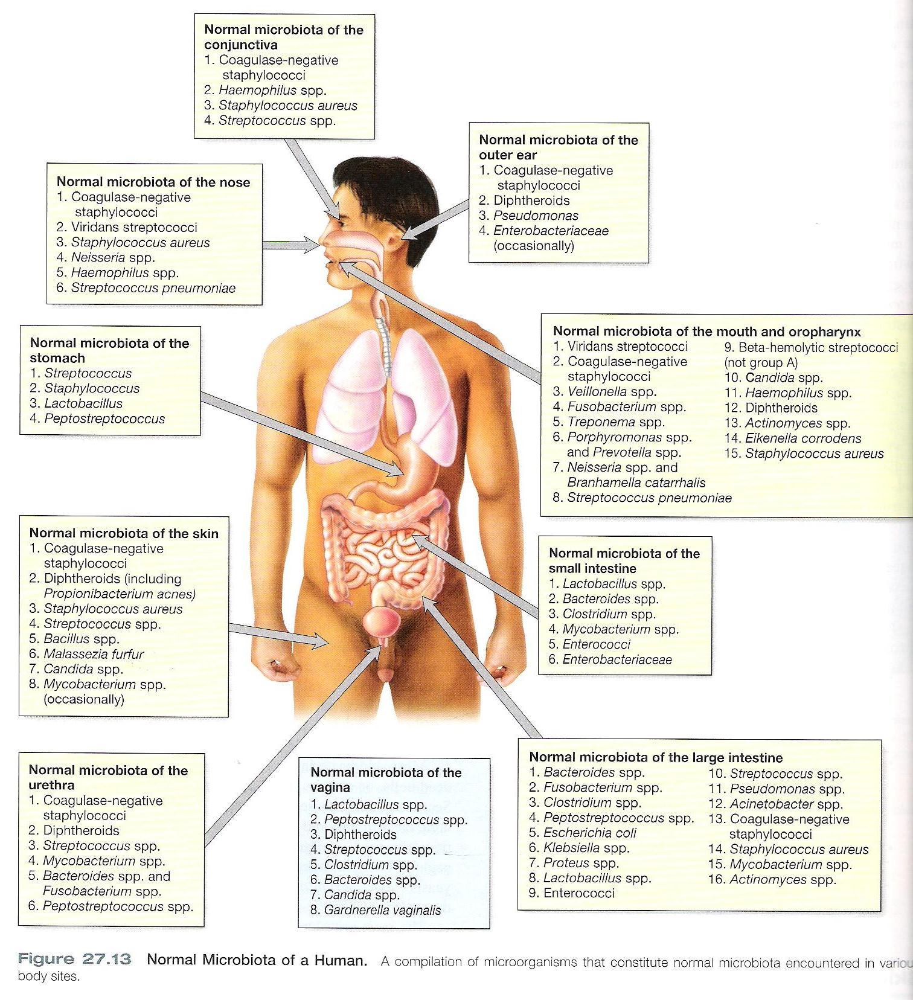 Normal microbiota of the
conjunctiva
1. Coagulase-negative
staphylococci
2. Haemophilus spp.
3. Staphylococcus aureus
4. Streptococcus spp.
Normal microbiota of the
outer ear
1. Coagulase-negative
staphylococci
2. Diphtheroids
3. Pseudomonas
4. Enterobacteriaceae
(occasionally)
Normal microbiota of the nose
1. Coagulase-negative
staphylococci
2. Viridans streptococci
3. Staphylococcus aureus
4. Neisseria spp.
5. Haemophilus spp.
6. Streptococcus pneumoniae
Normal microbiota of the mouth and oropharynx
1. Viridans streptococci
2. Coagulase-negative
staphylococci
3. Veillonella spp.
4. Fusobacterium spp.
5. Treponema spp.
6. Porphyromonas spp.
and Prevotella spp.
7. Neisseria spp. and
Branhamella catarrhalis
8. Streptococcus pneumoniae
9. Beta-hemolytic streptococci
(not group A)
10. Candida spp.
11. Haemophilus spp.
12. Diphtheroids
13. Actinomyces spp.
14. Eikenella corrodens
15. Staphylococcus aureus
Normal microbiota of the
stomach
1. Streptococcus
2. Staphylococcus
3. Lactobacillus
4. Peptostreptococcus
Normal microbiota of the skin
1. Coagulase-negative
staphylococci
2. Diphtheroids (including
Propionibacterium acnes)
3. Staphylococcus aureus
4. Streptococcus spp.
5. Bacillus spp.
6. Malassezia furfur
7. Candida spp.
8. Mycobacterium spp.
(occasionally)
Normal microbiota of the
small intestine
1. Lactobacillus spp.
2. Bacteroides spp.
3. Clostridium spp.
4. Mycobacterium spp.
5. Enterococci
6. Enterobacteriaceae
Normal microbiota of the
urethra
1. Coagulase-negative
staphylococci
2. Diphtheroids
3. Streptococcus spp.
4. Mycobacterium spp.
5. Bacteroides spp. and
Fusobacterium spp.
6. Peptostreptococcus spp.
Normal microbiota of the
vagina
1. Lactobacillus spp.
2. Peptostreptococcus spp.
3. Diphtheroids
4. Streptococcus spp.
5. Clostridium spp.
6. Bacteroides spp.
7. Candida spp.
8. Gardnerella vaginalis
Normal microbiota of the large intestine
1. Bacteroides spp.
2. Fusobacterium spp.
3. Clostridium spp.
4. Peptostreptococcus spp.
5. Escherichia coli
6. Klebsiella spp.
7. Proteus spp.
8. Lactobacillus spp.
9. Enterococci
10. Streptococcus spp.
11. Pseudomonas spp.
12. Acinetobacter spp.
13. Coagulase-negative
staphylococci
14. Staphylococcus aureus
15. Mycobacterium spp.
16. Actinomyces spp.
Figure 27.13 Normal Microbiota of a Human. A compilation of microorganisms that constitute normal microbiota encountered in
body sites.